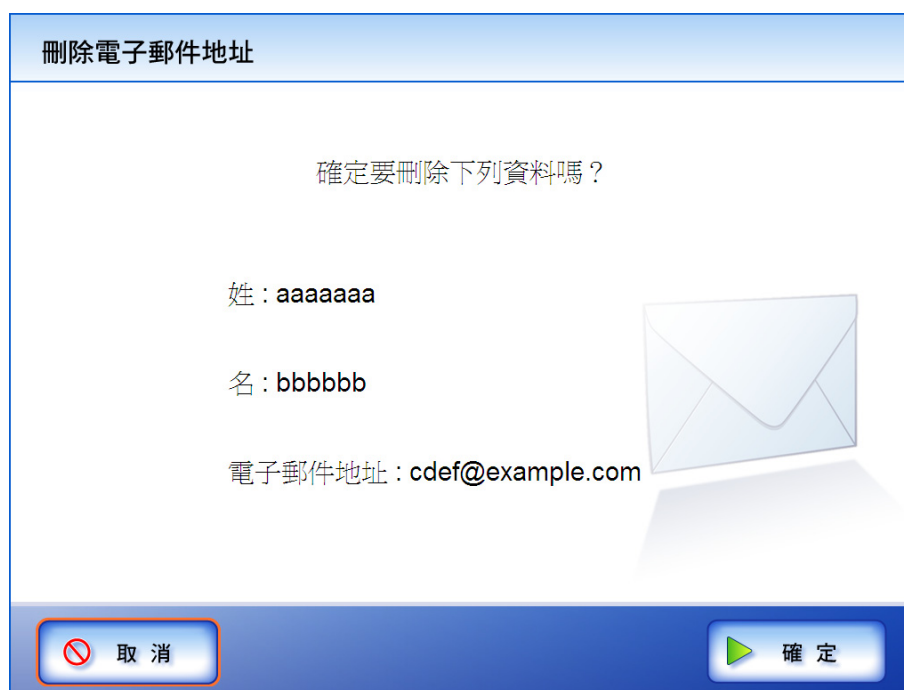 刪除電子郵件地址
確定要刪除下列資料嗎？
姓 : aaaaaaa
名 : bbbbbb
電子郵件地址 : cdef@example.com
取 消
確 定